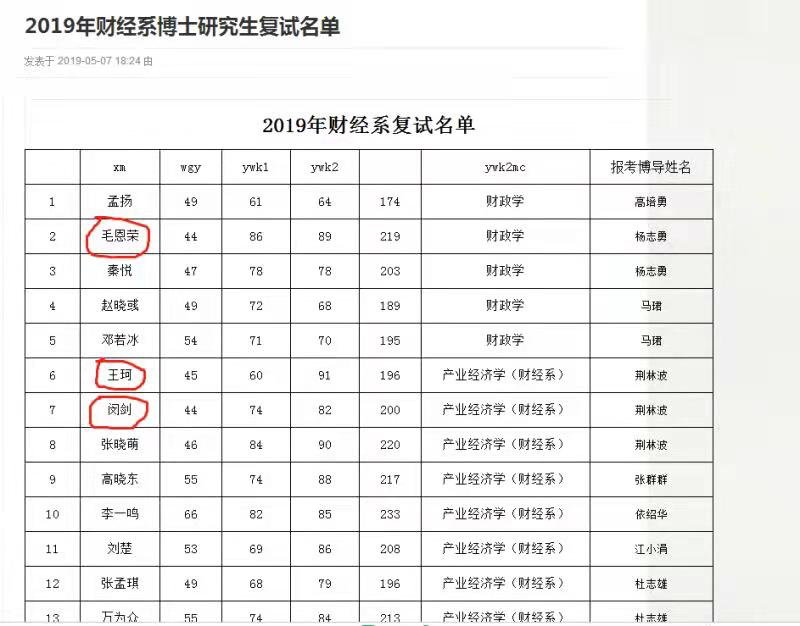 2019年财经系博士研究生复试名单
发表于 2019-05-07 18:24 由
2019年财经系复试名单
xm wgy ywk1 ywk2 ywk2mc 报考博导姓名
1 孟扬 49 61 64 174 财政学 高培勇
2 毛恩荣 44 86 89 219 财政学 杨志勇
3 秦悦 47 78 78 203 财政学 杨志勇
4 赵晓彧 49 72 68 189 财政学 马珺
5 邓若冰 54 71 70 195 财政学 马珺
6 王珂 45 60 91 196 产业经济学（财经系） 荆林波
7 闵剑 44 74 82 200 产业经济学（财经系） 荆林波
8 张晓萌 46 84 90 220 产业经济学（财经系） 荆林波
9 高晓东 55 74 88 217 产业经济学（财经系） 张群群
10 李一鸣 66 82 85 233 产业经济学（财经系） 依绍华
11 刘楚 53 69 86 208 产业经济学（财经系） 江小涓
12 张孟琪 49 68 79 196 产业经济学（财经系） 杜志雄
13 万为众 55 74 84 213 产业经济学（财经系） 杜志雄